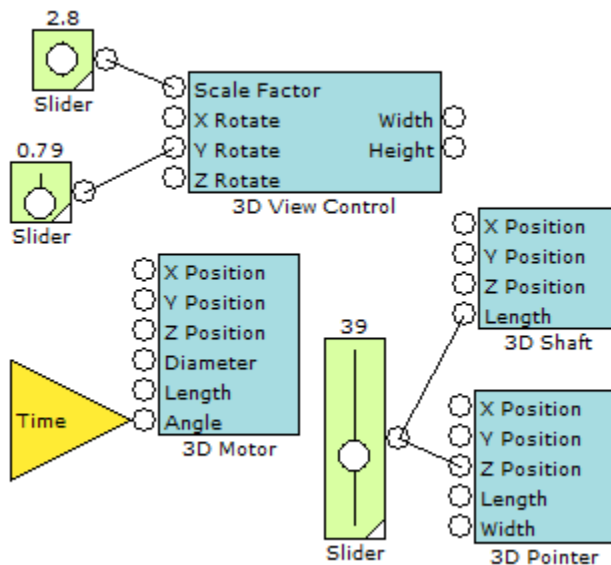 2.8
Slider
Scale Factor
X Rotate
Width
Y Rotate
Height
Z Rotate
3D View Control
0.79
Slider
X Position
Y Position
Z Position
Length
3D Shaft
X Position
Y Position
Z Position
Diameter
Length
Angle
3D Motor
Time
39
Slider
X Position
Y Position
Z Position
Length
Width
3D Pointer